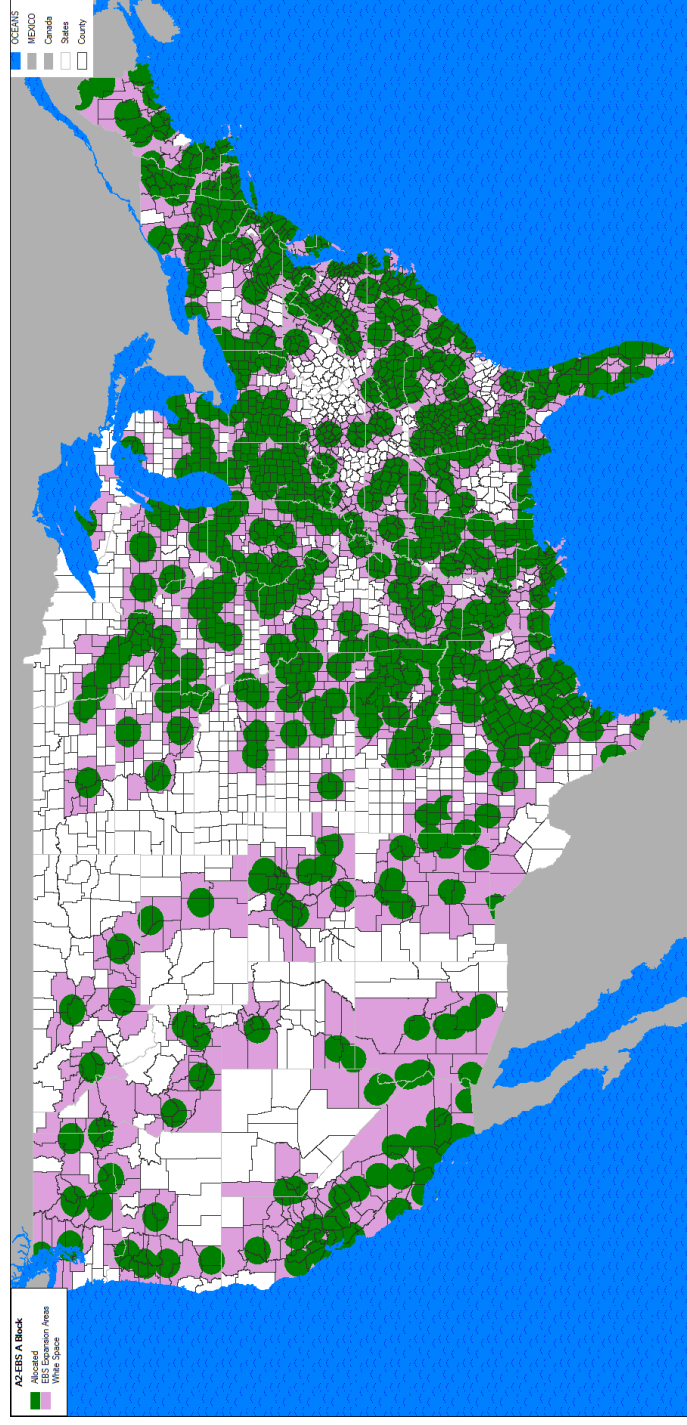 OCEANS
MEXICO
Canada
States
County
A2-EBS A Block
Allocated
EBS Expansion Areas
White Space